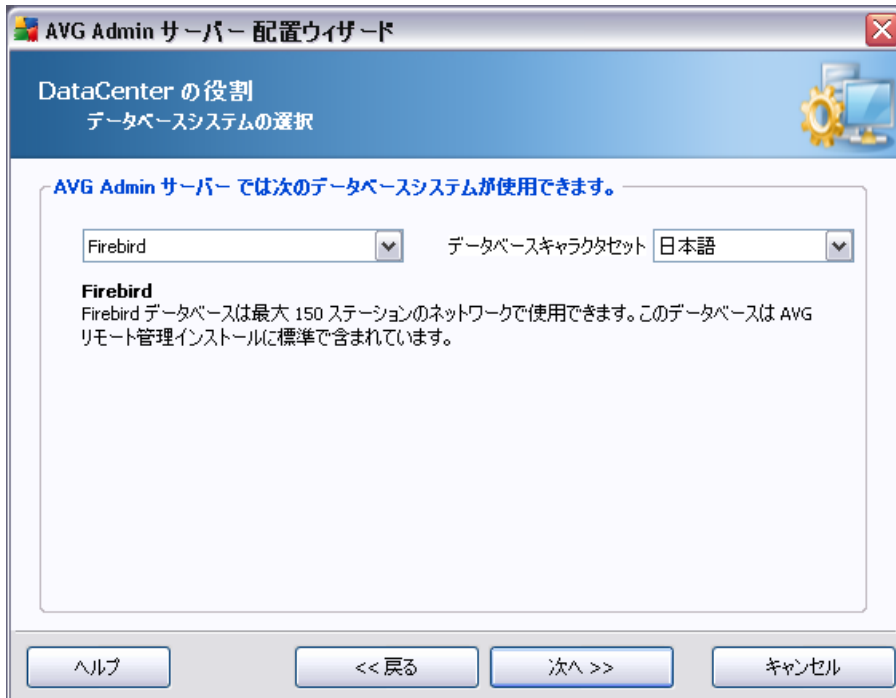 AVG Admin サーバー 配置ウィザード
DataCenter の役割
データベースシステムの選択
AVG Admin サーバー では次のデータベースシステムが使用できます。
Firebird データベースキャラクタセット 日本語
Firebird
Firebird データベースは最大 150 ステーションのネットワークで使用できます。このデータベースは AVG
リモート管理インストールに標準で含まれています。
ヘルプ << 戻る 次へ >> キャンセル